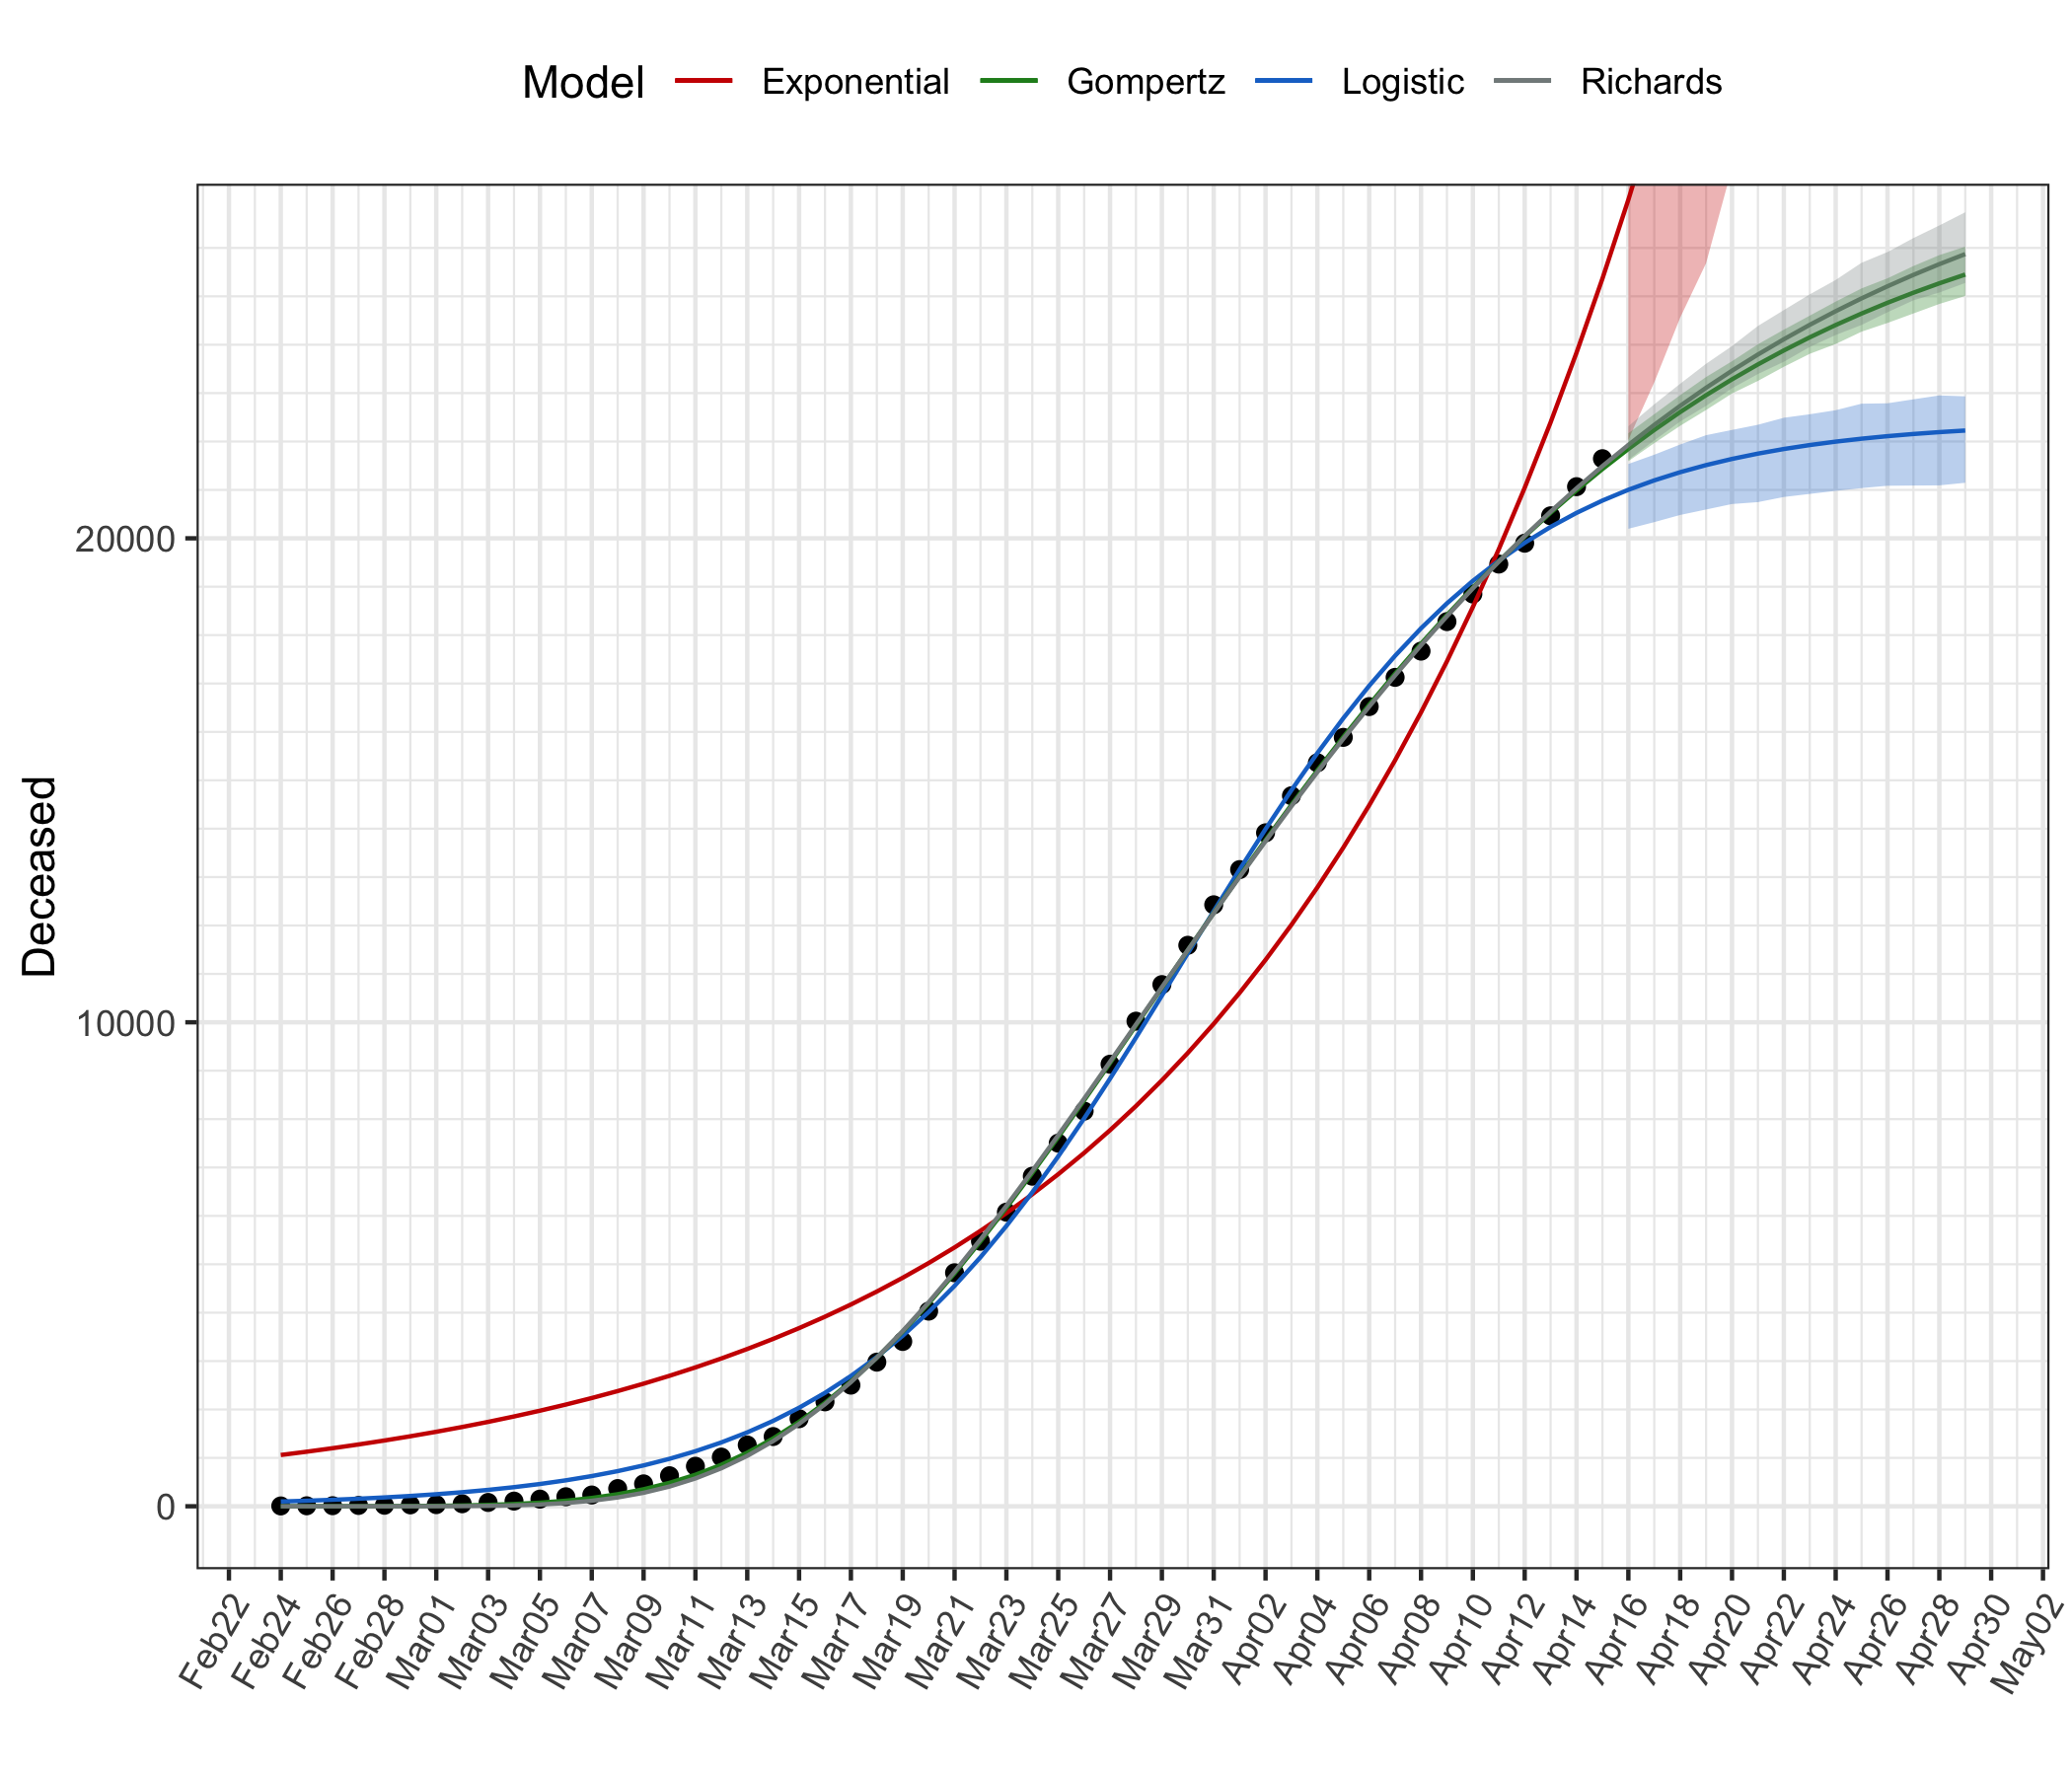 Model Exponential Gompertz Logistic Richards
Deceased
20000
10000
0
Feb22 Feb24 Feb26 Feb28 Mar01 Mar03 Mar05 Mar07 Mar09 Mar11 Mar13 Mar15 Mar17 Mar19 Mar21 Mar23 Mar25 Mar27 Mar29 Mar31 Apr02 Apr04 Apr06 Apr08 Apr10 Apr12 Apr14 Apr16 Apr18 Apr20 Apr22 Apr24 Apr26 Apr28 Apr30 May02